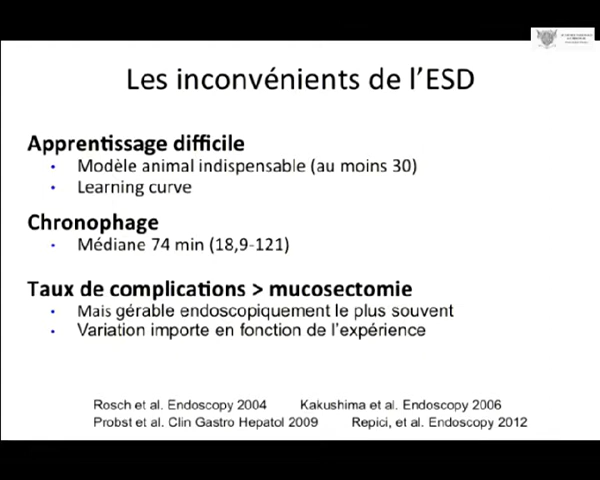 Les inconvénients de l'ESD
Apprentissage difficile
• Modèle animal indispensable (au moins 30)
• Learning curve
Chronophage
• Médiane 74 min (18,9-121)
Taux de complications > mucosectomie
• Mais gérable endoscopiquement le plus souvent
• Variation importe en fonction de l'expérience
Rosch et al. Endoscopy 2004 Kakushima et al. Endoscopy 2006
Probst et al. Clin Gastro Hepatol 2009 Repici, et al. Endoscopy 2012